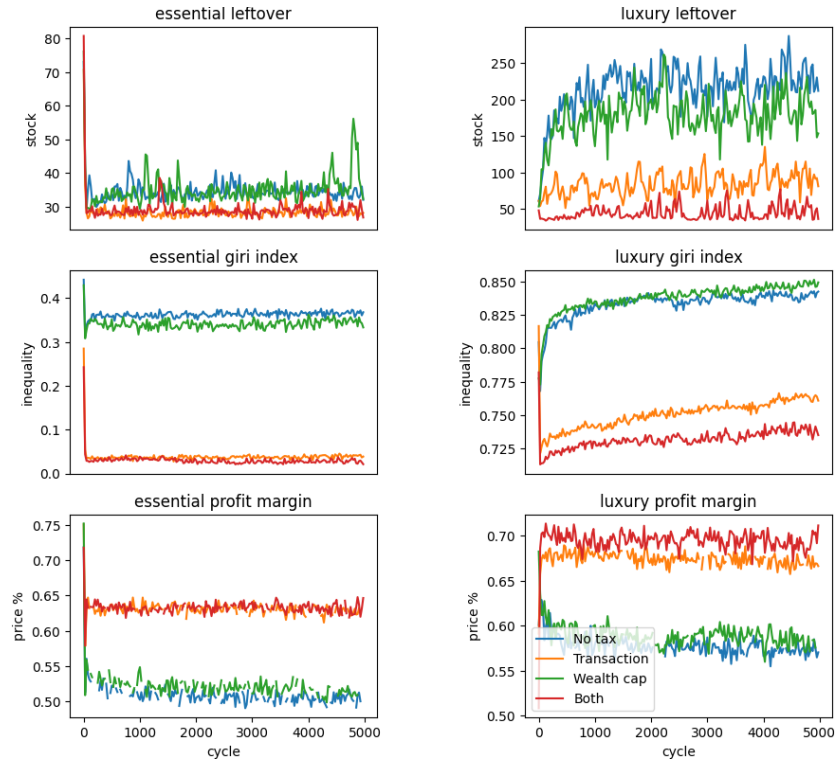 essential leftover
80
70
60
50
40
30
stock
luxury leftover
250
200
150
100
50
stock
essential giri index
0.4
0.3
0.2
0.1
0.0
inequality
luxury giri index
0.850
0.825
0.800
0.775
0.750
0.725
inequality
essential profit margin
0.75
0.70
0.65
0.60
0.55
0.50
price %
0 1000 2000 3000 4000 5000
cycle
luxury profit margin
0.70
0.65
0.60
0.55
0.50
price %
No tax
Transaction
Wealth cap
Both
0 1000 2000 3000 4000 5000
cycle